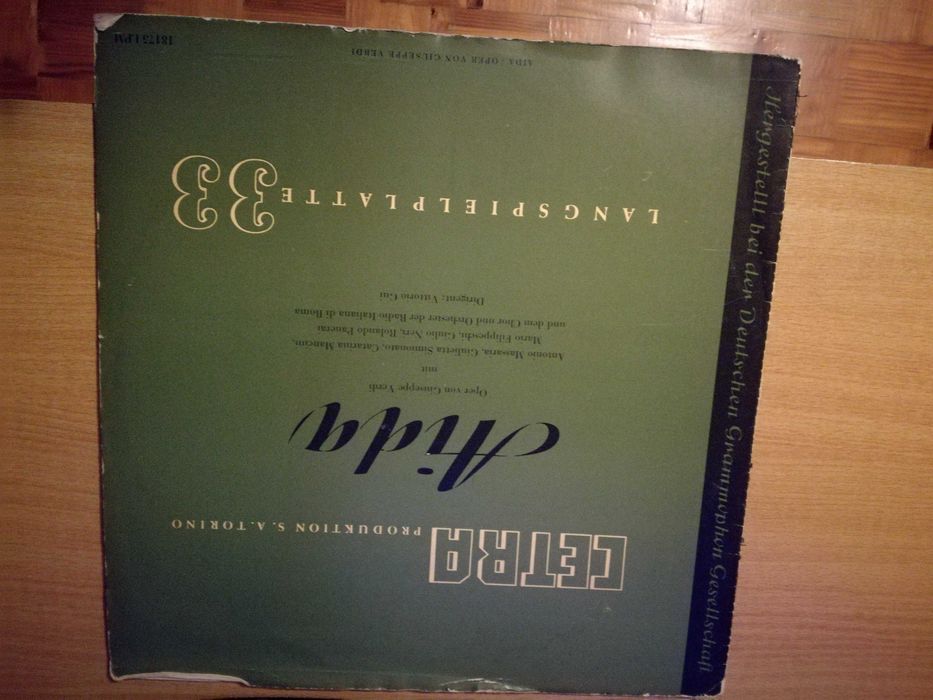 CETRA
PRODUKTION S. A. TORINO
Aida
Oper von Giuseppe Verdi
mit
Antonio Massaria, Giulietta Simionato, Catarina Mancini,
Mario Filippeschi, Giulio, Neri, Rolando Panerai
und dem Chor und Orchester der Radio Italiana di Roma
Dirigent: Vittorio Gui
LANGSPIELPLATTE 33
AIDA / OPER VON GIUSEPPE VERDI
18175 LPM
Hergestellt bei der Deutschen Grammophon Gesellschaft